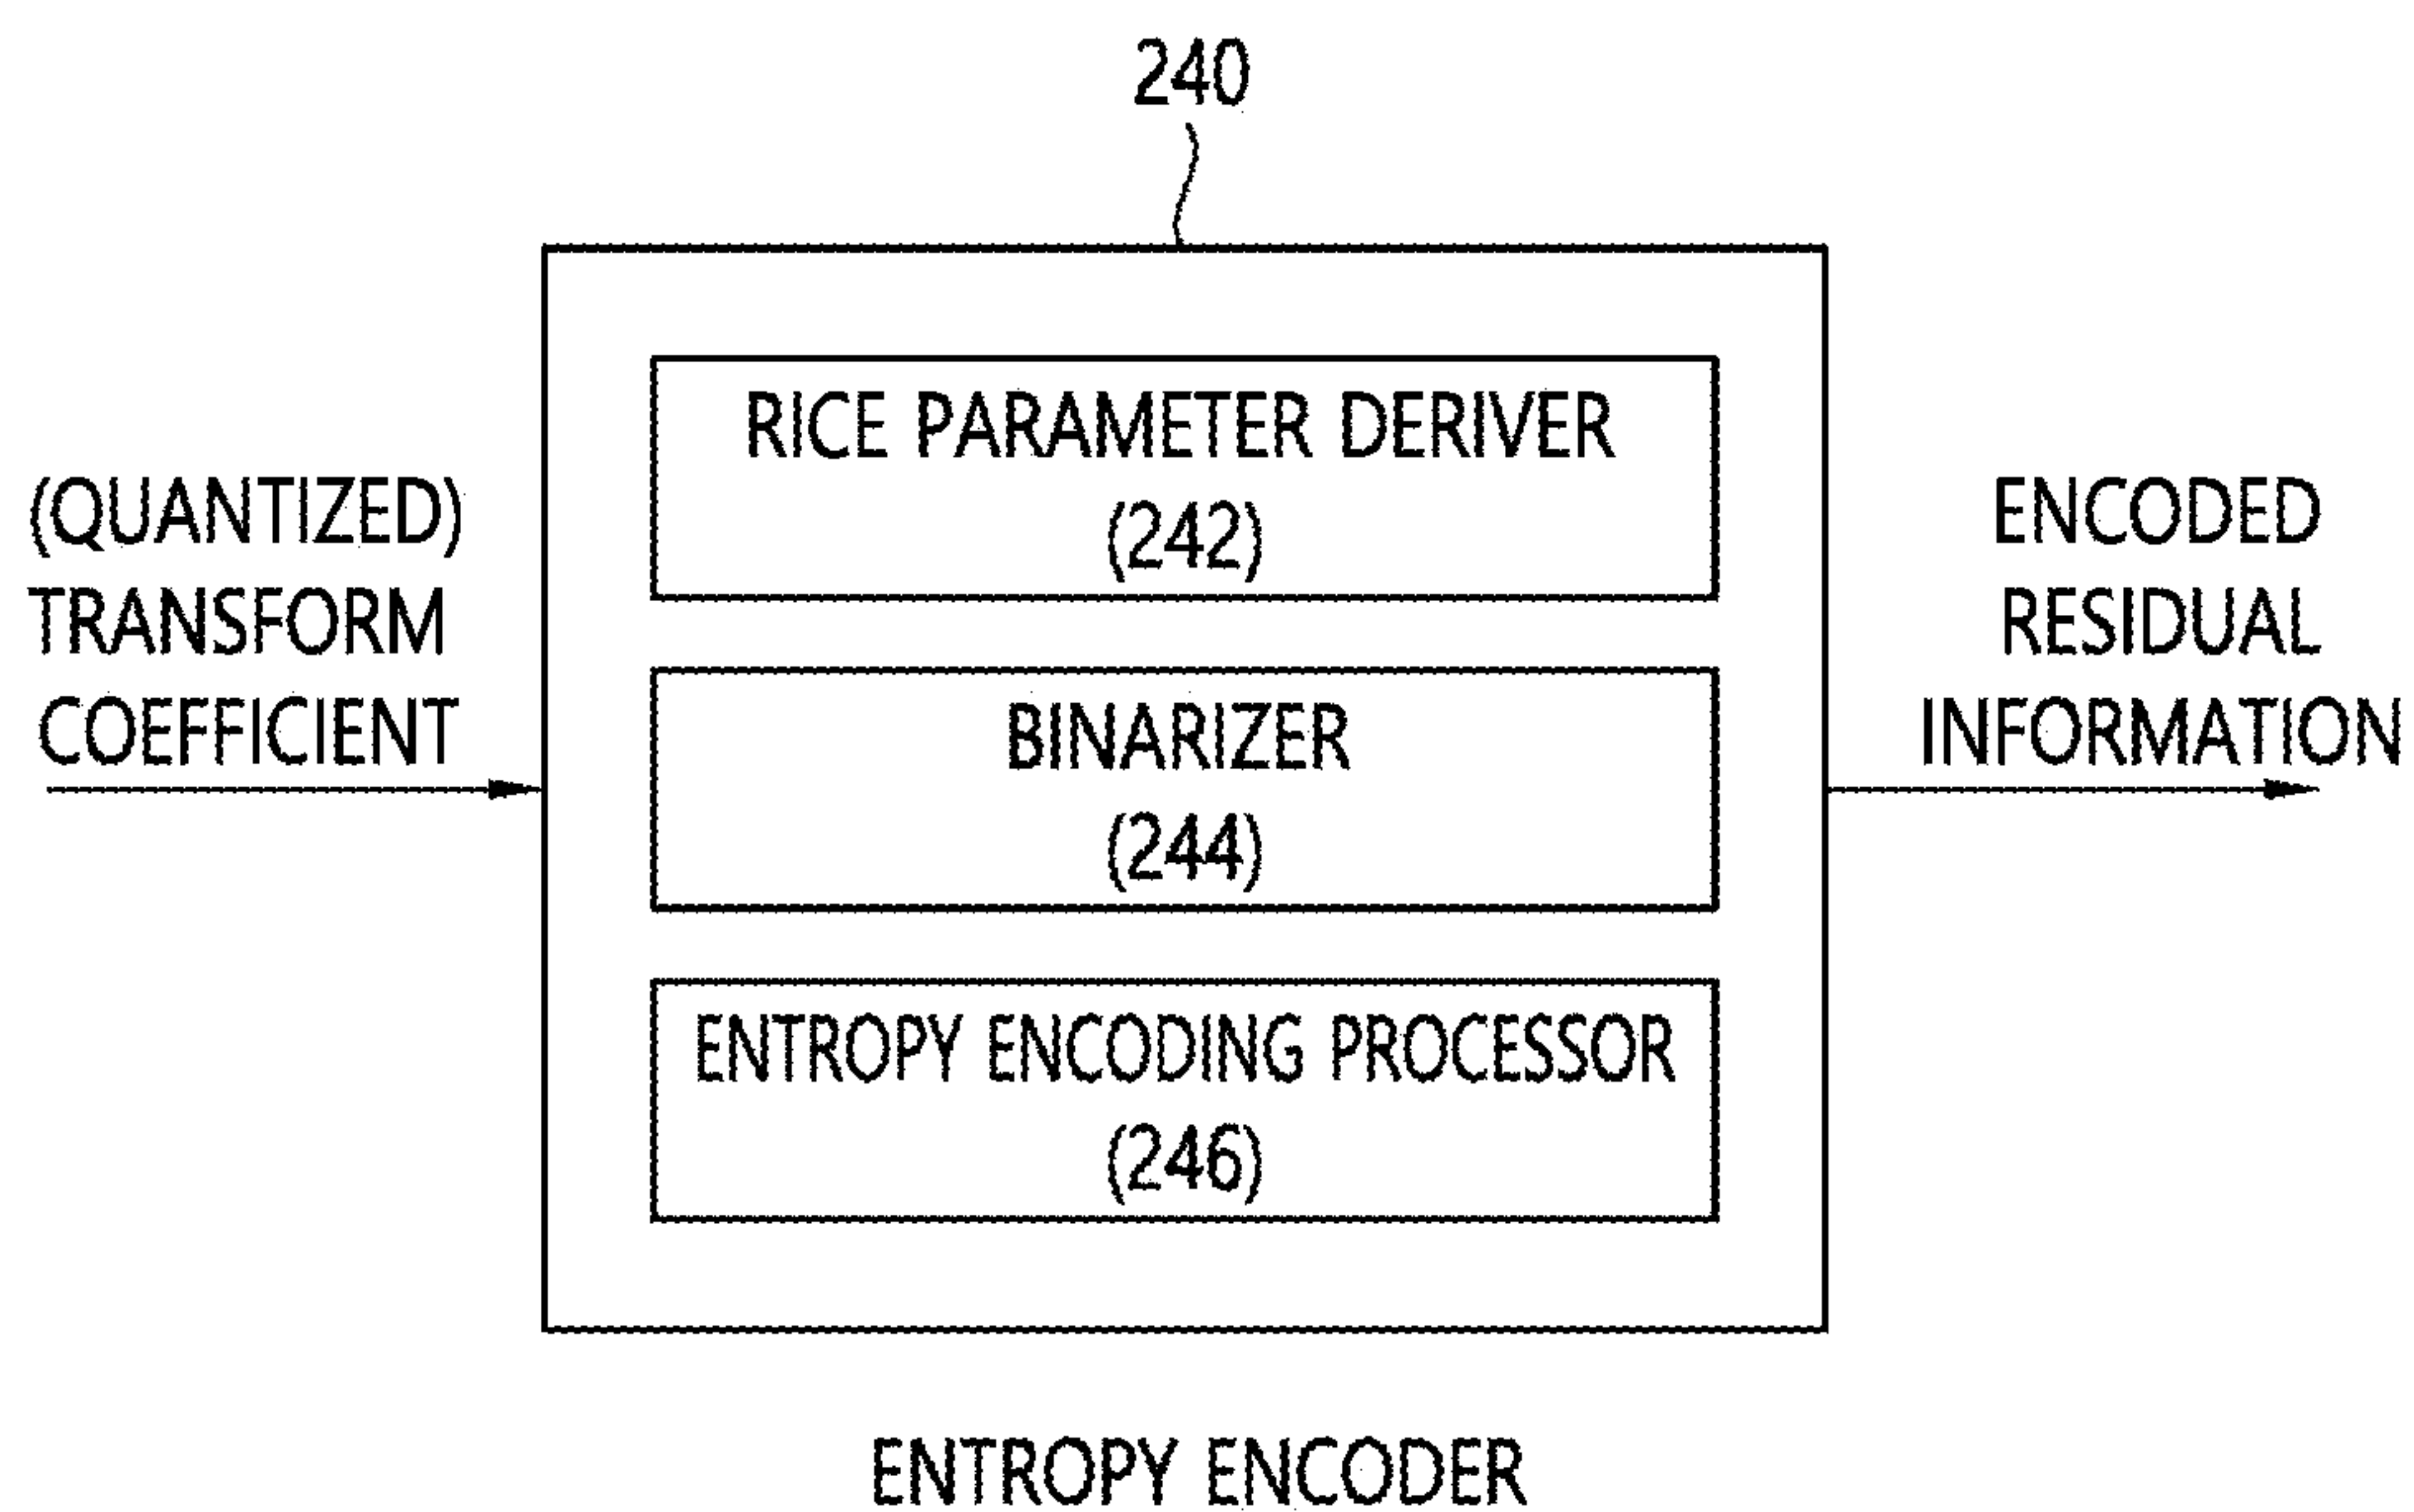 240
RICE PARAMETER DERIVER
(242)
(QUANTIZED)
TRANSFORM
COEFFICIENT
BINARIZER
(244)
ENTROPY ENCODING PROCESSOR
(246)
ENCODED
RESIDUAL
INFORMATION
ENTROPY ENCODER